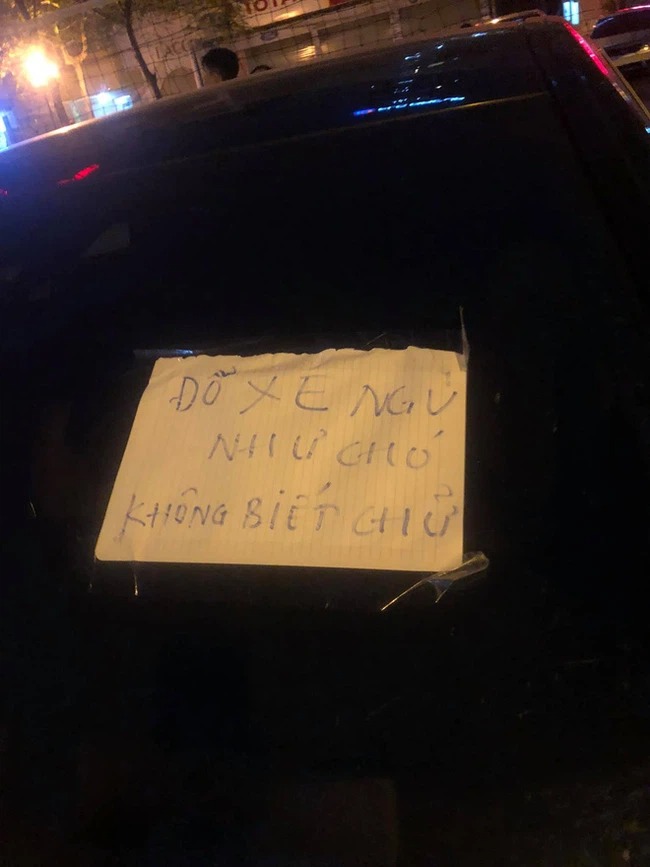 ĐỖ XE NGU
NHƯ CHÓ
KHÔNG BIẾT CHỮ